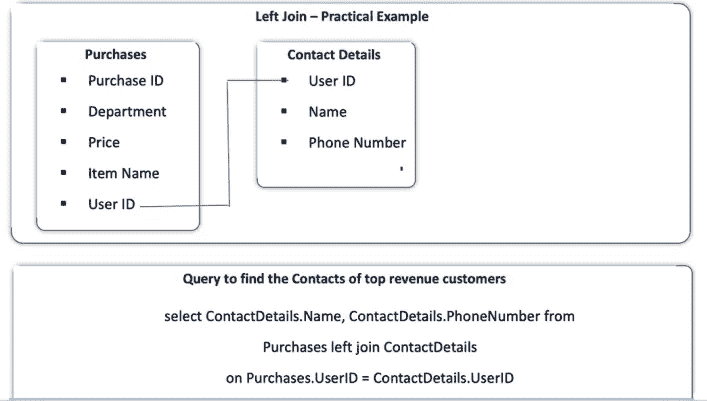 Left Join – Practical Example
Purchases
▪ Purchase ID
▪ Department
▪ Price
▪ Item Name
▪ User ID
Contact Details
▪ User ID
▪ Name
▪ Phone Number
Query to find the Contacts of top revenue customers
select ContactDetails.Name, ContactDetails.PhoneNumber from
Purchases left join ContactDetails
on Purchases.UserID = ContactDetails.UserID